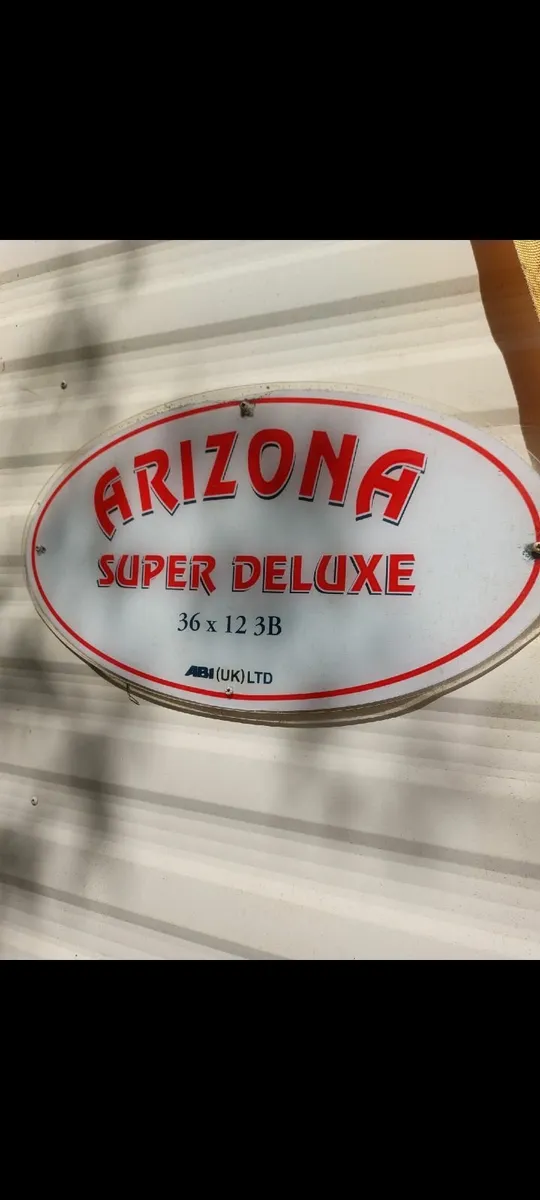 ARIZONA
SUPER DELUXE
36 x 12 3B
ABI (UK) LTD